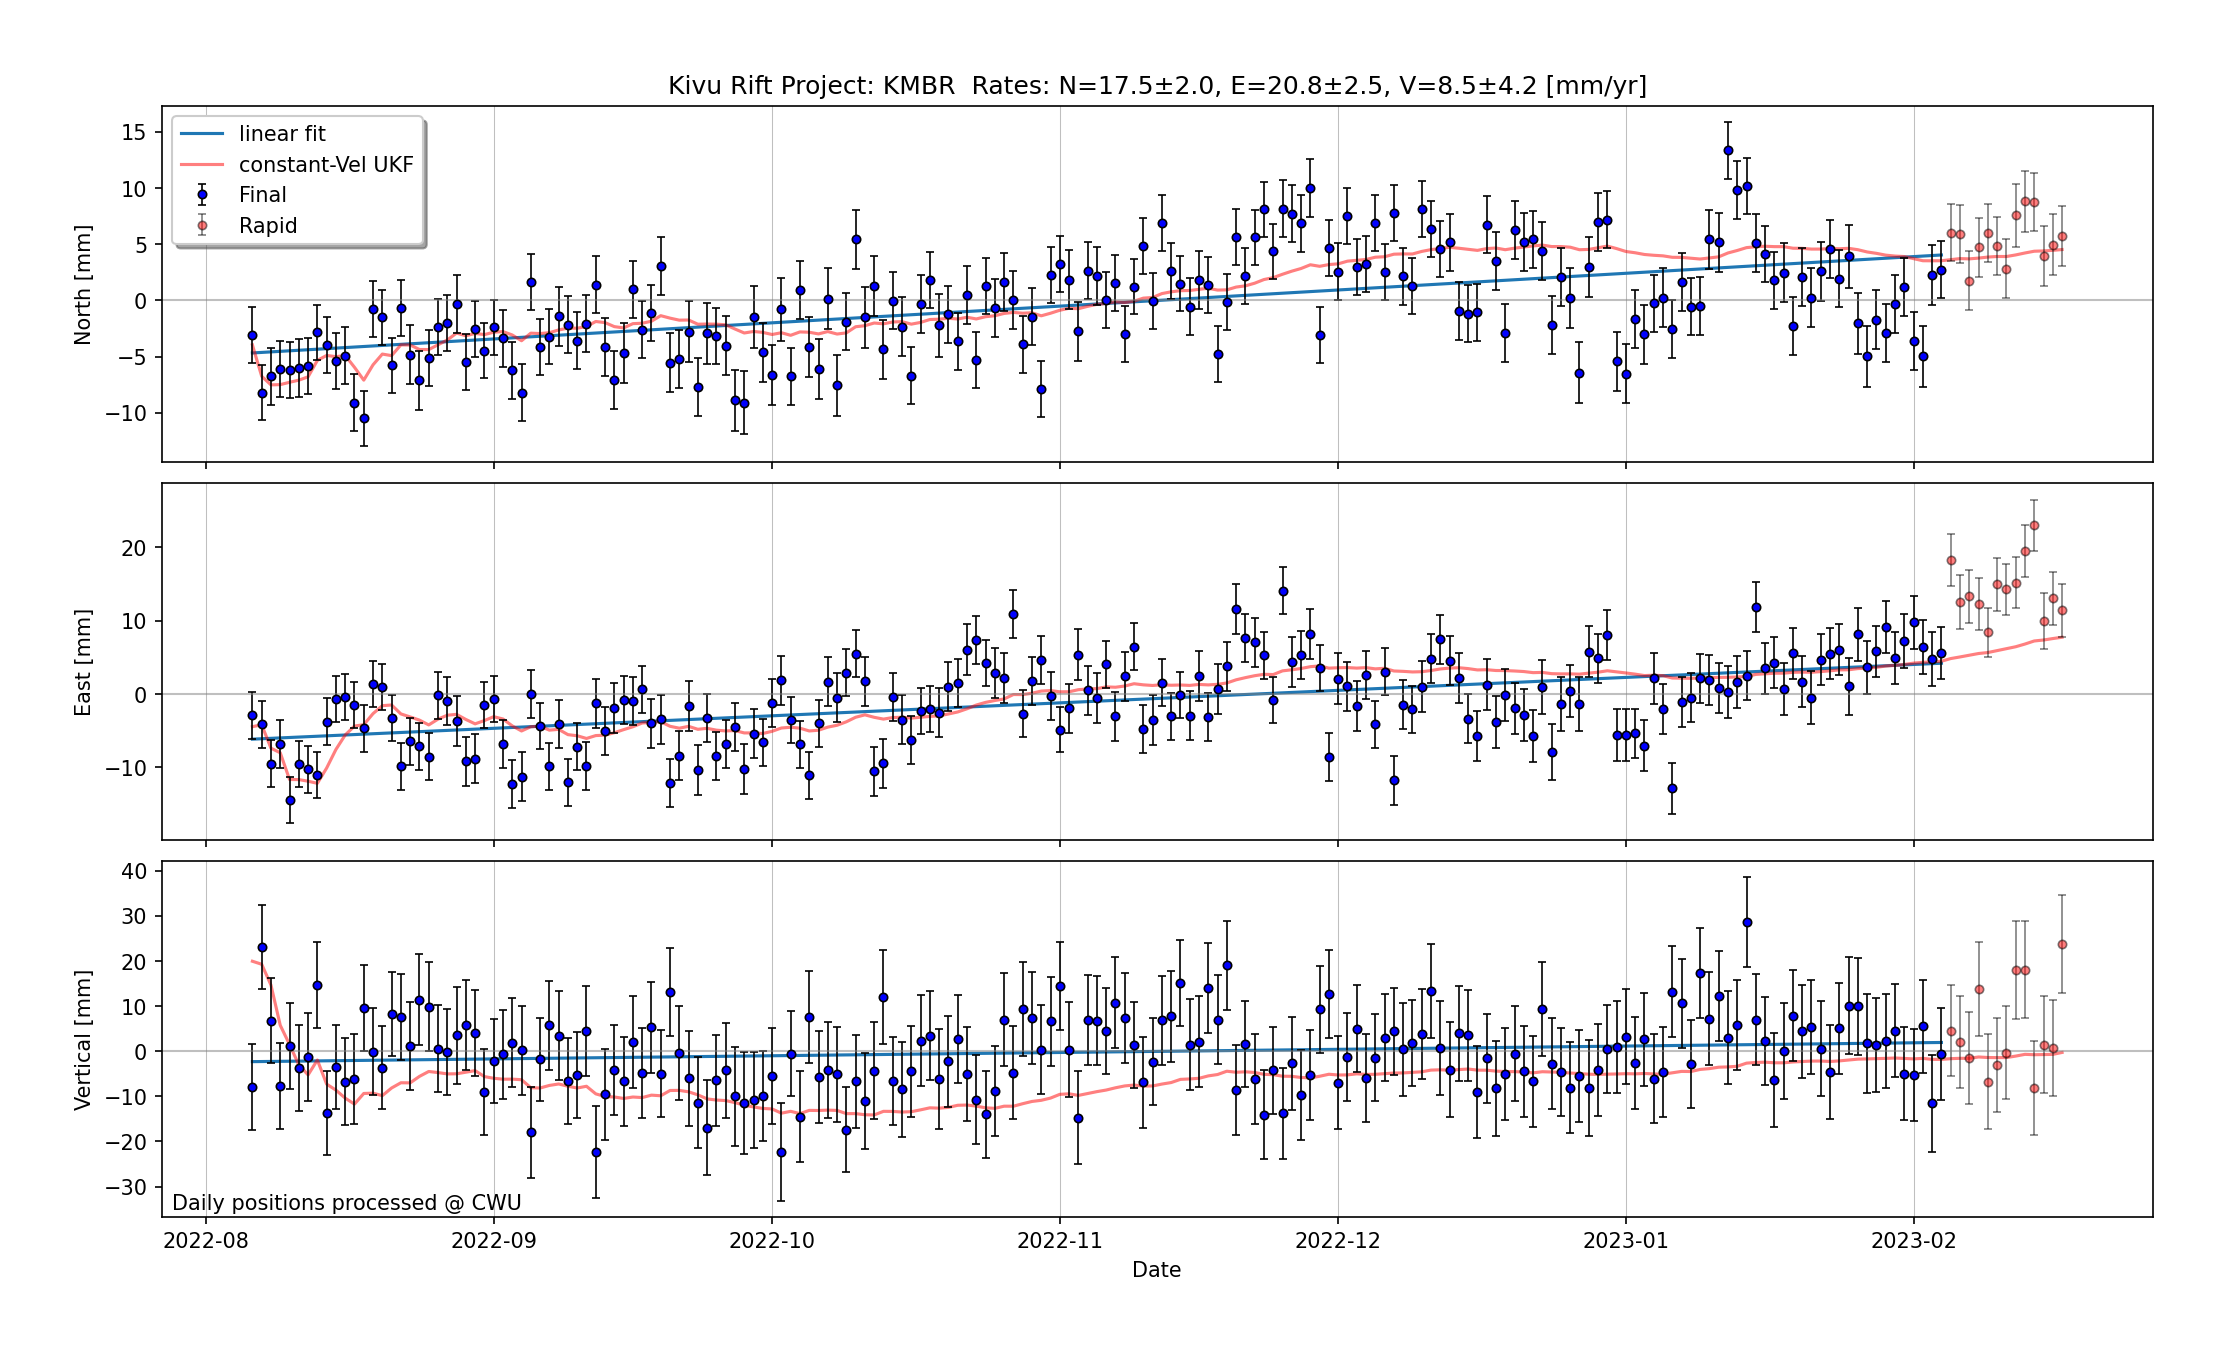 Kivu Rift Project: KMBR  Rates: N=17.5±2.0, E=20.8±2.5, V=8.5±4.2 [mm/yr]
linear fit
constant-Vel UKF
Final
Rapid
North [mm]
15
10
5
0
−5
−10
East [mm]
20
10
0
−10
Vertical [mm]
40
30
20
10
0
−10
−20
−30
Daily positions processed @ CWU
2022-08 2022-09 2022-10 2022-11 2022-12 2023-01 2023-02
Date